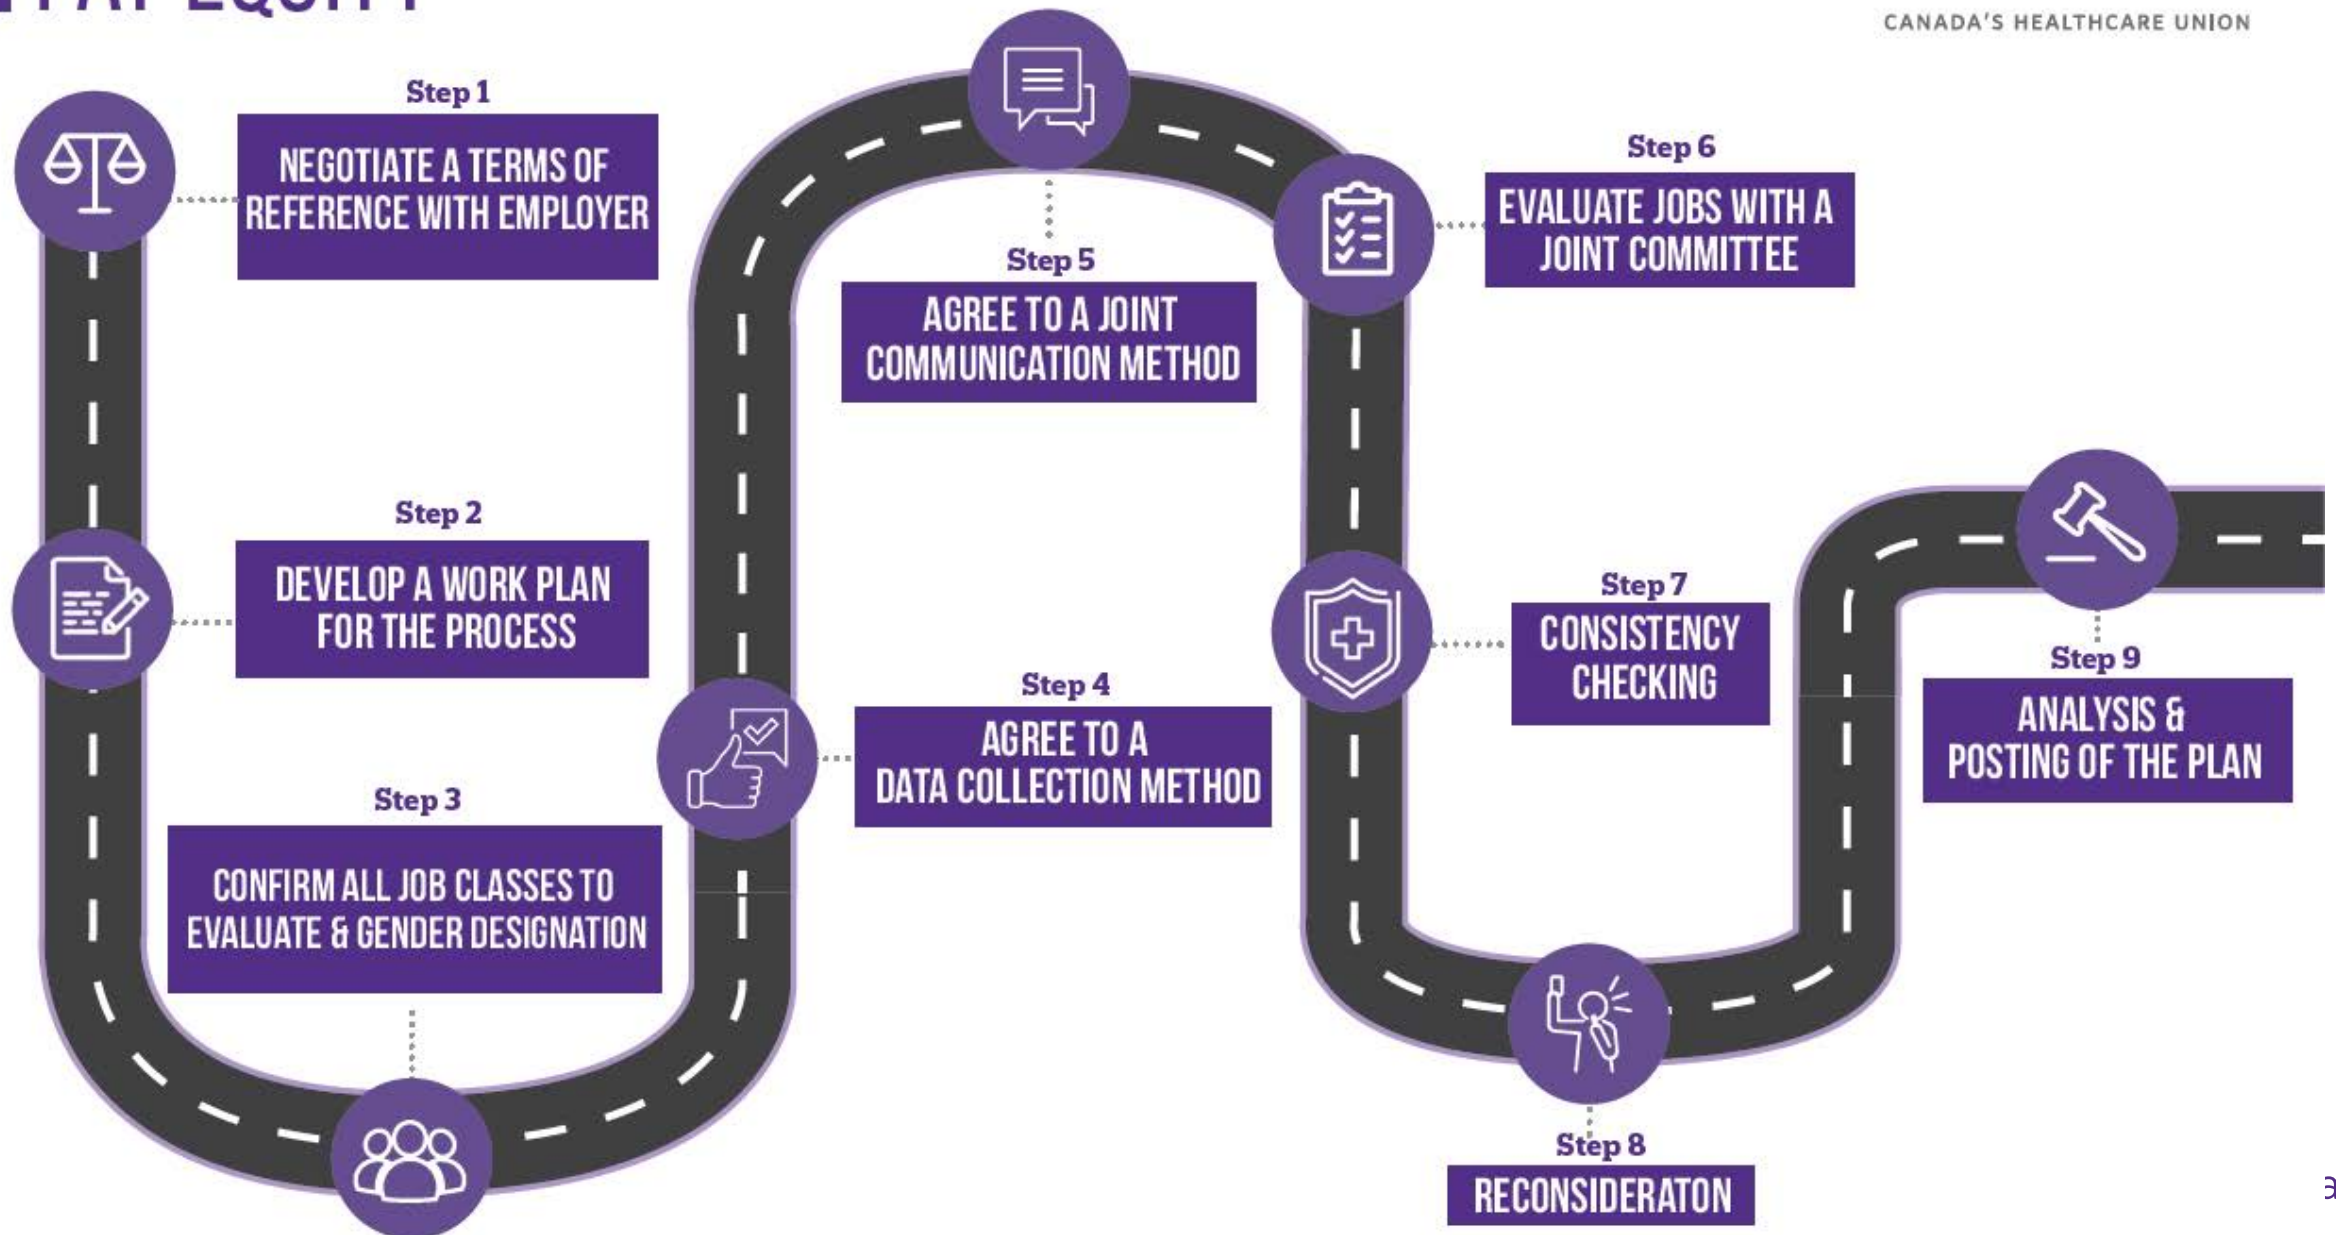 PAY EQUITY
CANADA'S HEALTHCARE UNION
Step 1
NEGOTIATE A TERMS OF
REFERENCE WITH EMPLOYER
Step 2
DEVELOP A WORK PLAN
FOR THE PROCESS
Step 3
CONFIRM ALL JOB CLASSES TO
EVALUATE & GENDER DESIGNATION
Step 4
AGREE TO A
DATA COLLECTION METHOD
Step 5
AGREE TO A JOINT
COMMUNICATION METHOD
Step 6
EVALUATE JOBS WITH A
JOINT COMMITTEE
Step 7
CONSISTENCY
CHECKING
Step 8
RECONSIDERATON
Step 9
ANALYSIS &
POSTING OF THE PLAN